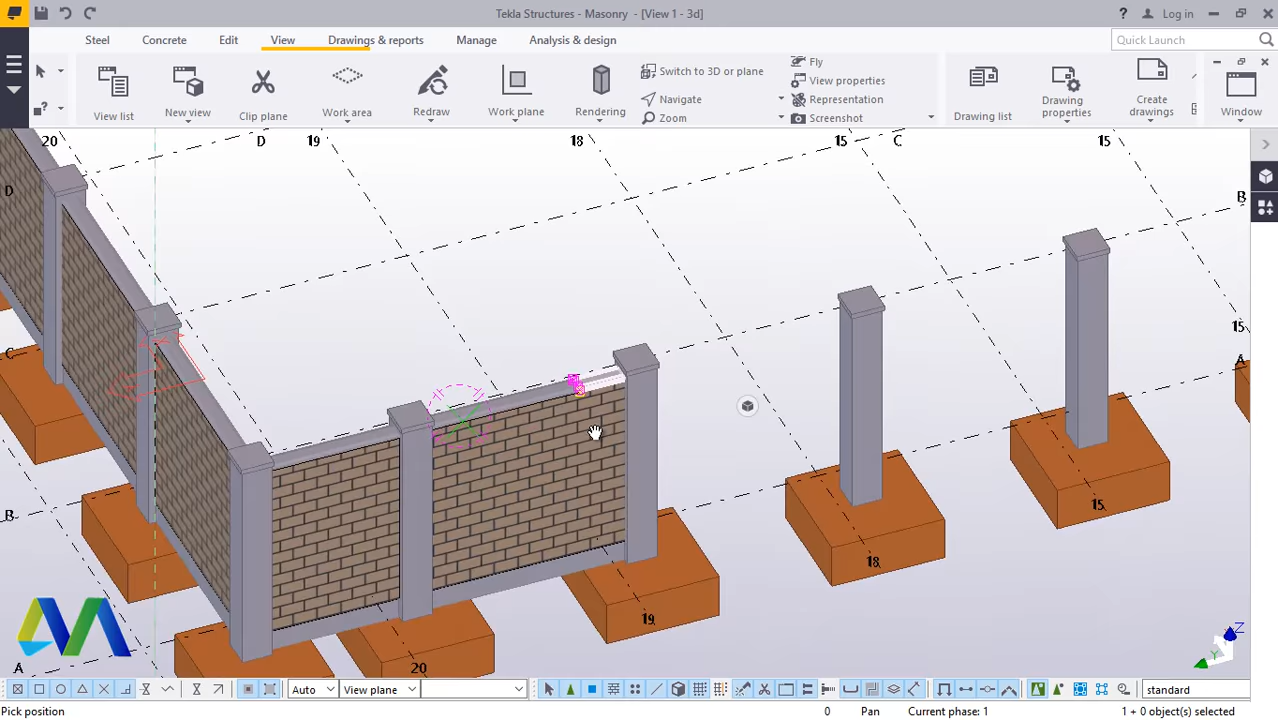 Tekla Structures - Masonry - [View 1 - 3d]
? Log in
Steel Concrete Edit View Drawings & reports Manage Analysis & design
Quick Launch
View list
New view
Clip plane
Work area
Redraw
Work plane
Rendering
Switch to 3D or plane
Navigate
Zoom
Fly
View properties
Representation
Screenshot
Drawing list
Drawing properties
Create drawings
Window
20 D 19 18 15 C 15
D
B
C
15
A
B
15
18
19
20
A
Z
Y
Auto
View plane
standard
Pick position
0
Pan
Current phase: 1
1 + 0 object(s) selected